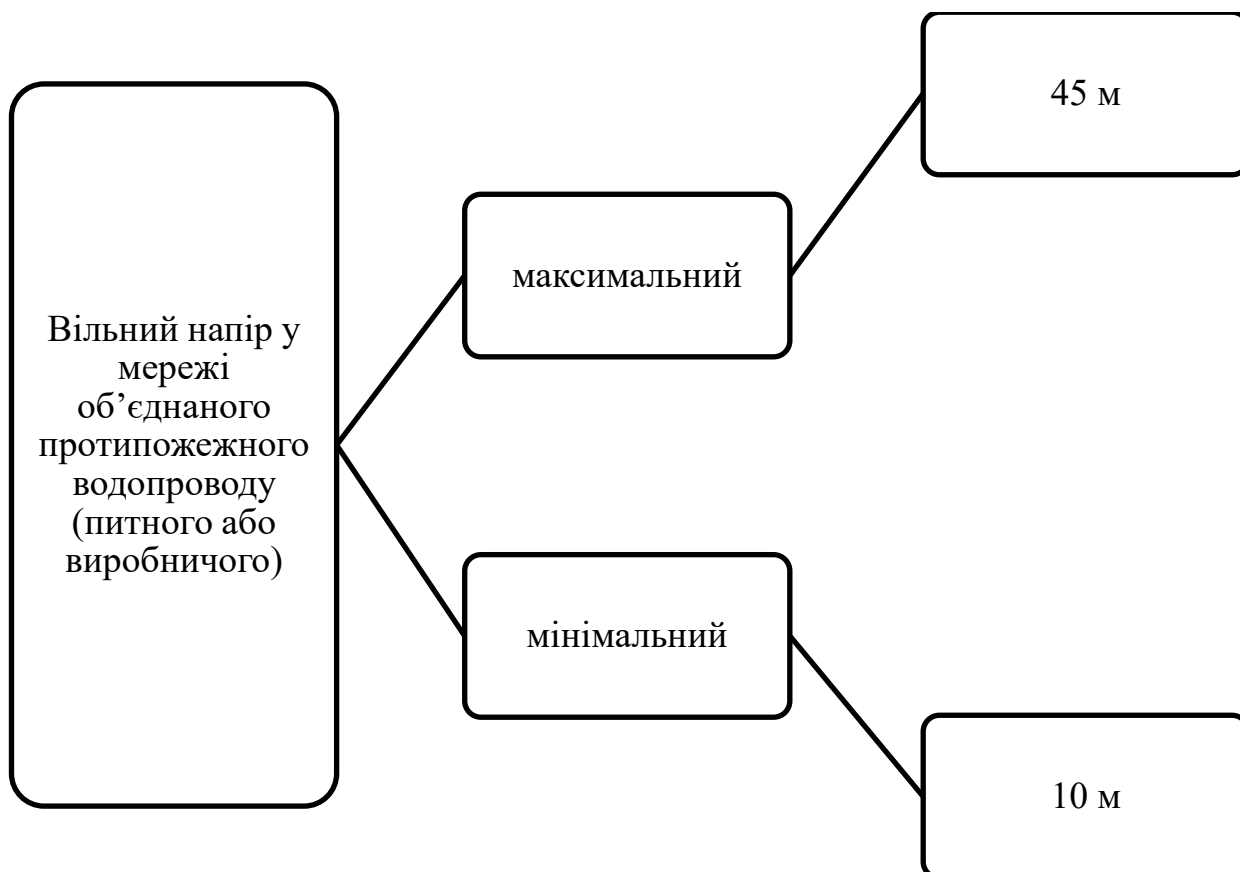 Вільний напір у
мережі
об’єднаного
протипожежного
водопроводу
(питного або
виробничого)
максимальний
45 м
мінімальний
10 м